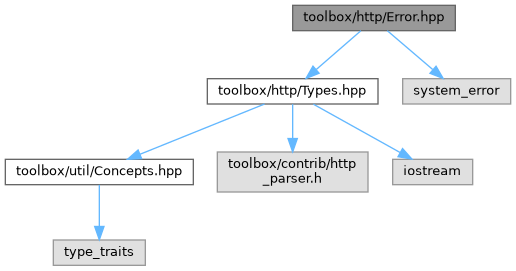 toolbox/http/Error.hpp
toolbox/http/Types.hpp
system_error
toolbox/util/Concepts.hpp
toolbox/contrib/http
_parser.h
iostream
type_traits